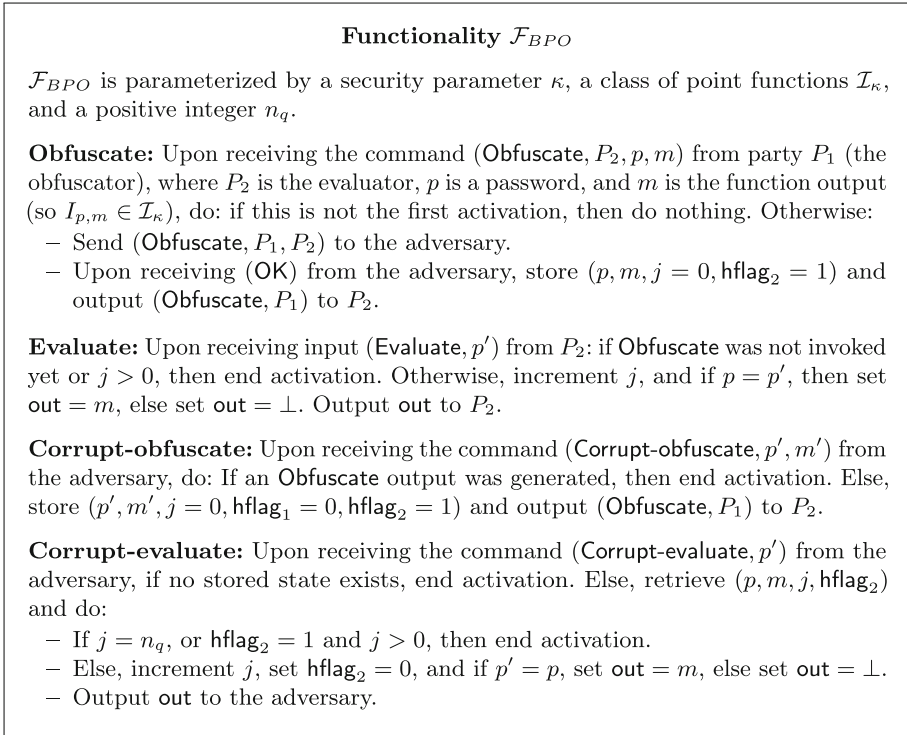 Functionality 𝓕_{BPO}
𝓕_{BPO} is parameterized by a security parameter κ, a class of point functions 𝓘_κ,
and a positive integer n_q.
Obfuscate: Upon receiving the command (Obfuscate, P_2, p, m) from party P_1 (the
obfuscator), where P_2 is the evaluator, p is a password, and m is the function output
(so I_{p,m} ∈ 𝓘_κ), do: if this is not the first activation, then do nothing. Otherwise:
– Send (Obfuscate, P_1, P_2) to the adversary.
– Upon receiving (OK) from the adversary, store (p, m, j = 0, hflag_2 = 1) and
output (Obfuscate, P_1) to P_2.
Evaluate: Upon receiving input (Evaluate, p′) from P_2: if Obfuscate was not invoked
yet or j > 0, then end activation. Otherwise, increment j, and if p = p′, then set
out = m, else set out = ⊥. Output out to P_2.
Corrupt-obfuscate: Upon receiving the command (Corrupt-obfuscate, p′, m′) from
the adversary, do: If an Obfuscate output was generated, then end activation. Else,
store (p′, m′, j = 0, hflag_1 = 0, hflag_2 = 1) and output (Obfuscate, P_1) to P_2.
Corrupt-evaluate: Upon receiving the command (Corrupt-evaluate, p′) from the
adversary, if no stored state exists, end activation. Else, retrieve (p, m, j, hflag_2)
and do:
– If j = n_q, or hflag_2 = 1 and j > 0, then end activation.
– Else, increment j, set hflag_2 = 0, and if p′ = p, set out = m, else set out = ⊥.
– Output out to the adversary.